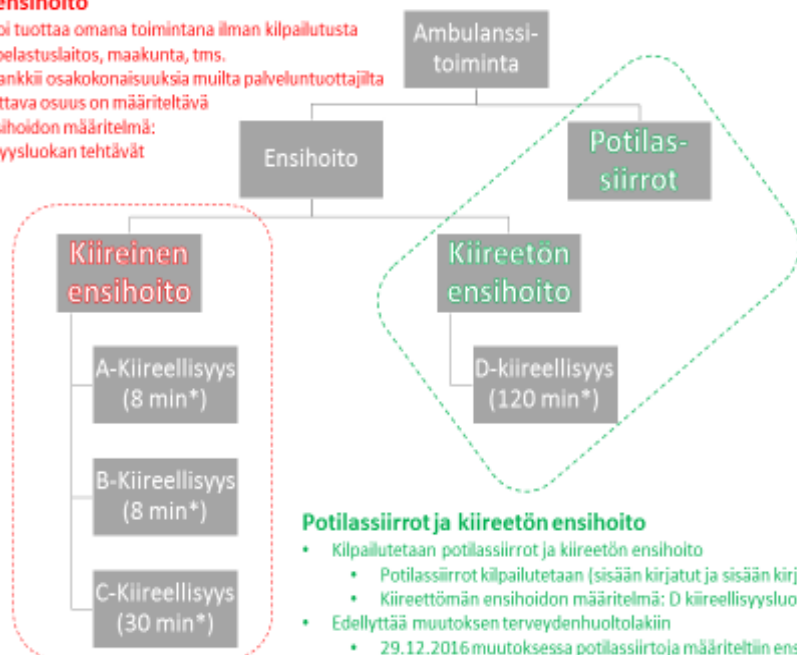 ensihoito
oi tuottaa omana toimintana ilman kilpailutusta
pelastuslaitos, maakunta, tms.
ankkii osakokonaisuuksia muilta palveluntuottajilta
ttava osuus on määriteltävä
sihoidon määritelmä:
yysluokan tehtävät
Ambulanssi-
toiminta
Ensihoito
Potilas-
siirrot
Kiireinen
ensihoito
Kiireetön
ensihoito
A-Kiireellisyys
(8 min*)
D-kiireellisyys
(120 min*)
B-Kiireellisyys
(8 min*)
C-Kiireellisyys
(30 min*)
Potilassiirrot ja kiireetön ensihoito
• Kilpailutetaan potilassiirrot ja kiireetön ensihoito
• Potilassiirrot kilpailutetaan (sisään kirjatut ja sisään kirj
• Kiireettömän ensihoidon määritelmä: D kiireellisyysluo
• Edellyttää muutoksen terveydenhuoltolakiin
• 29.12.2016 muutoksessa potilassiirtoja määriteltiin ens